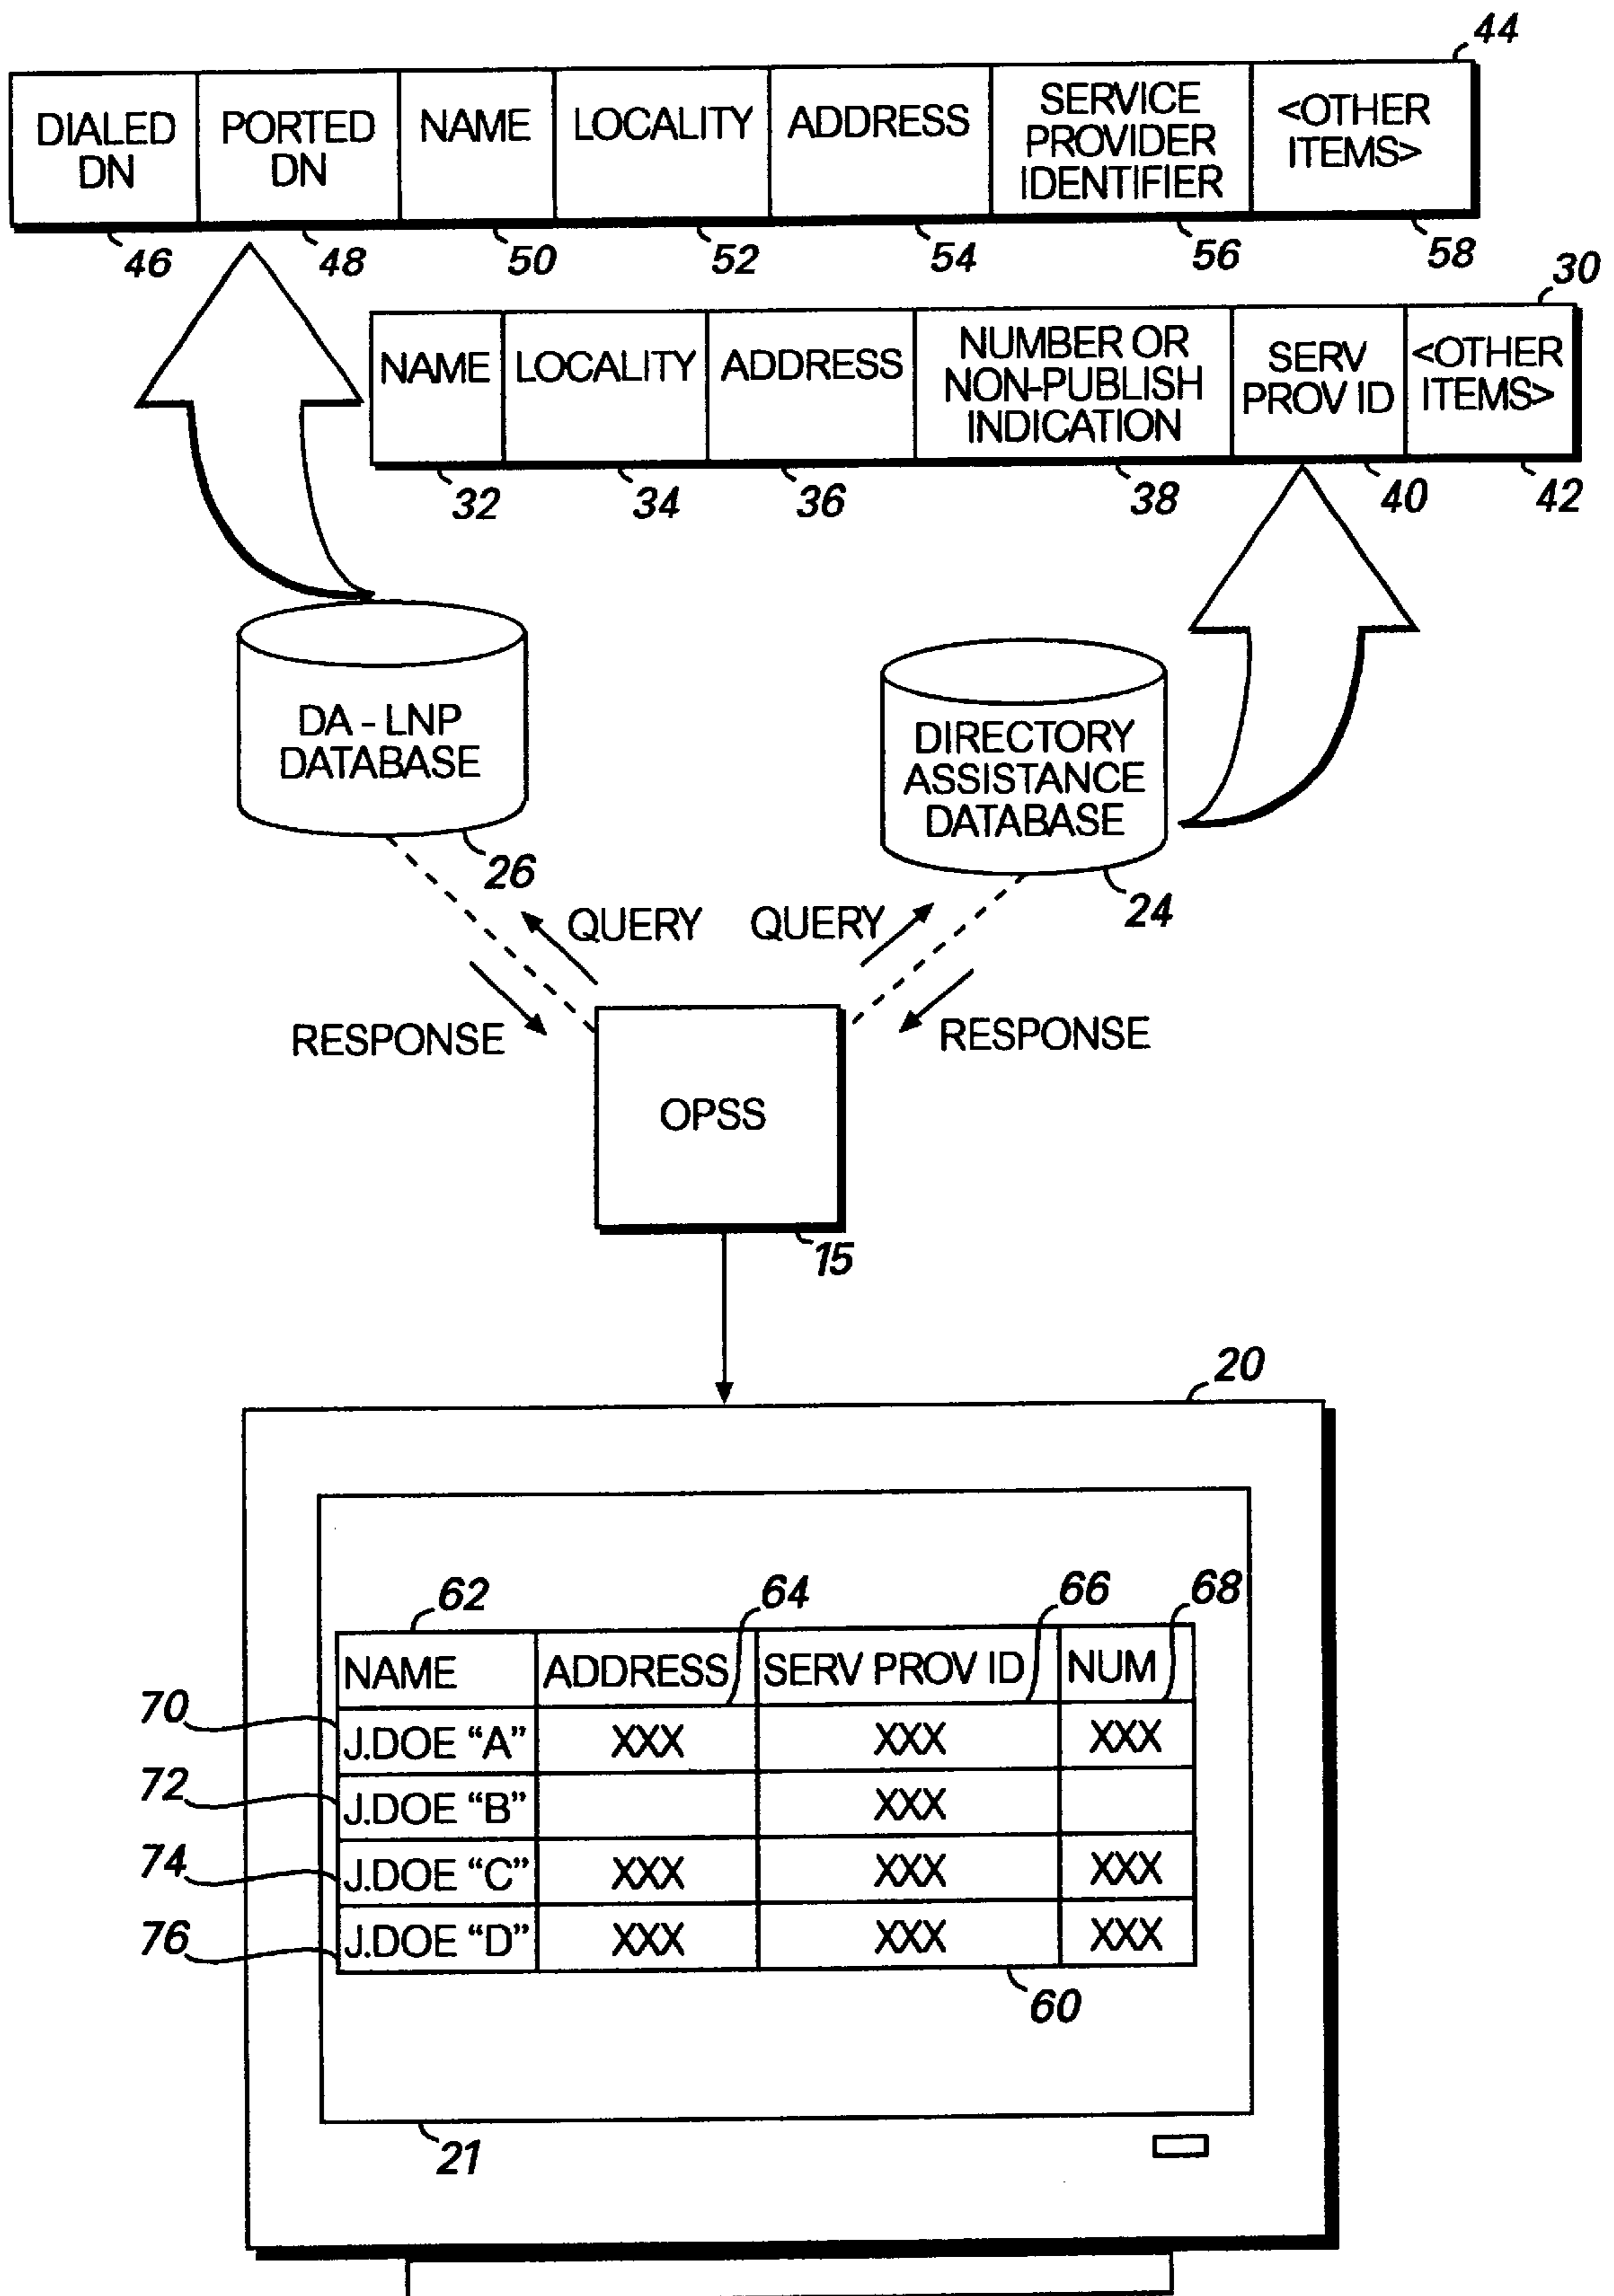 44
DIALED DN
PORTED DN
NAME
LOCALITY
ADDRESS
SERVICE PROVIDER IDENTIFIER
<OTHER ITEMS>
46
48
50
52
54
56
58
30
NAME
LOCALITY
ADDRESS
NUMBER OR NON-PUBLISH INDICATION
SERV PROV ID
<OTHER ITEMS>
32
34
36
38
40
42
DA - LNP DATABASE
26
DIRECTORY ASSISTANCE DATABASE
24
QUERY
QUERY
RESPONSE
RESPONSE
OPSS
15
20
62
64
66
68
NAME ADDRESS SERV PROV ID NUM
70
J.DOE “A” XXX XXX XXX
72
J.DOE “B” XXX
74
J.DOE “C” XXX XXX XXX
76
J.DOE “D” XXX XXX XXX
60
21